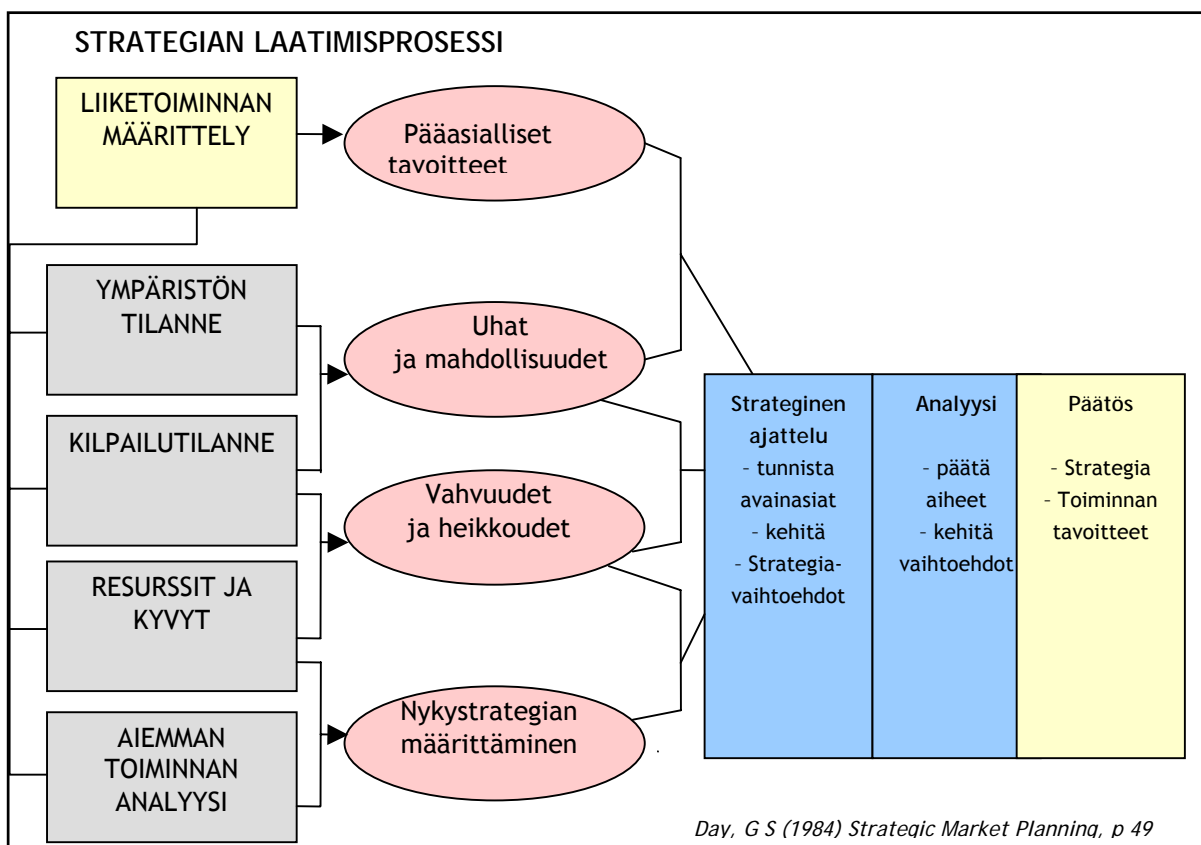 STRATEGIAN LAATIMISPROSESSI
LIIKETOIMINNAN
MÄÄRITTELY
Pääasialliset
tavoitteet
YMPÄRISTÖN
TILANNE
Uhat
ja mahdollisuudet
KILPAILUTILANNE
Vahvuudet
ja heikkoudet
RESURSSIT JA
KYVYT
Nykystrategian
määrittäminen
AIEMMAN
TOIMINNAN
ANALYYSI
Strateginen
ajattelu
- tunnista
avainasiat
- kehitä
- Strategia-
vaihtoehdot
Analyysi
- päätä
aiheet
- kehitä
vaihtoehdot
Päätös
- Strategia
- Toiminnan
tavoitteet
Day, G S (1984) Strategic Market Planning, p 49